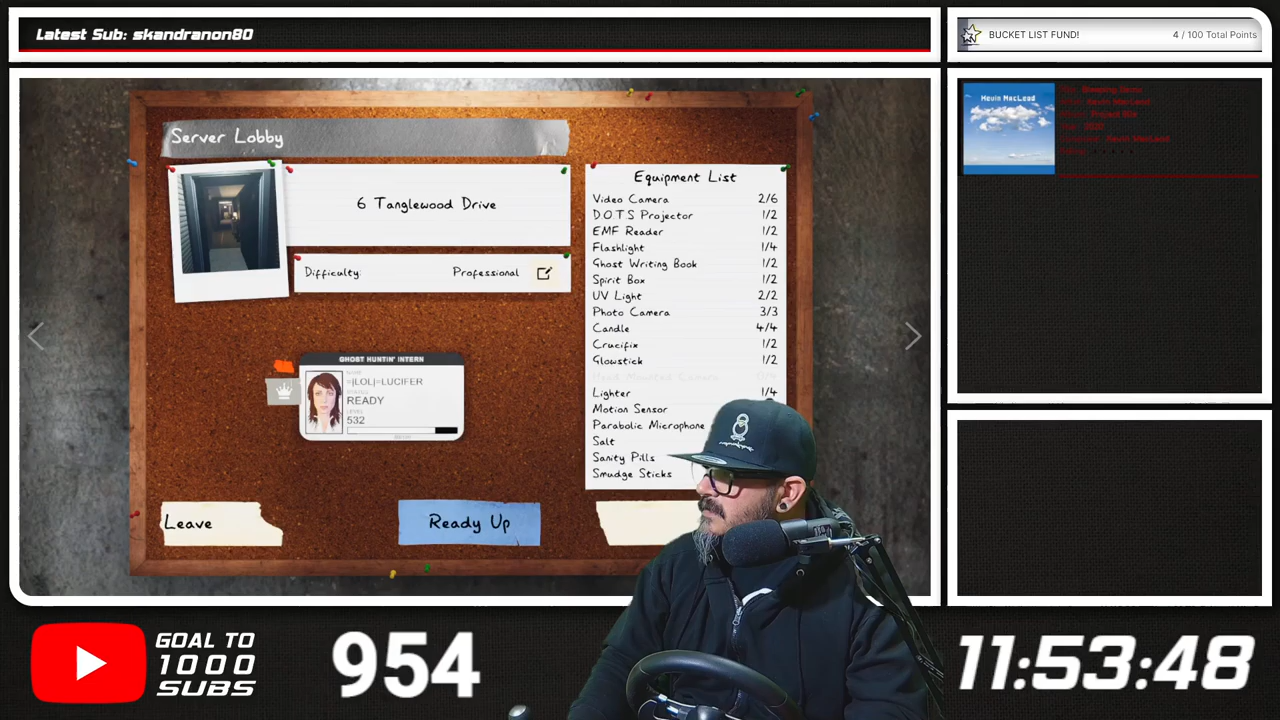 Latest Sub: skandranon80
BUCKET LIST FUND!
4 / 100 Total Points
Kevin MacLeod
Server Lobby
6 Tanglewood Drive
Difficulty:
Professional
GHOST HUNTIN' INTERN
=|LOL|=LUCIFER
READY
532
Equipment List
Video Camera 2/6
D.O.T.S Projector 1/2
EMF Reader 1/2
Flashlight 1/4
Ghost Writing Book 1/2
Spirit Box 1/2
UV Light 2/2
Photo Camera 3/3
Candle 4/4
Crucifix 1/2
Glowstick 1/2
Head Mounted Camera
Lighter 1/4
Motion Sensor
Parabolic Microphone
Salt
Sanity Pills
Smudge Sticks
Leave
Ready Up
GOAL TO
1000
SUBS
954
11:53:48